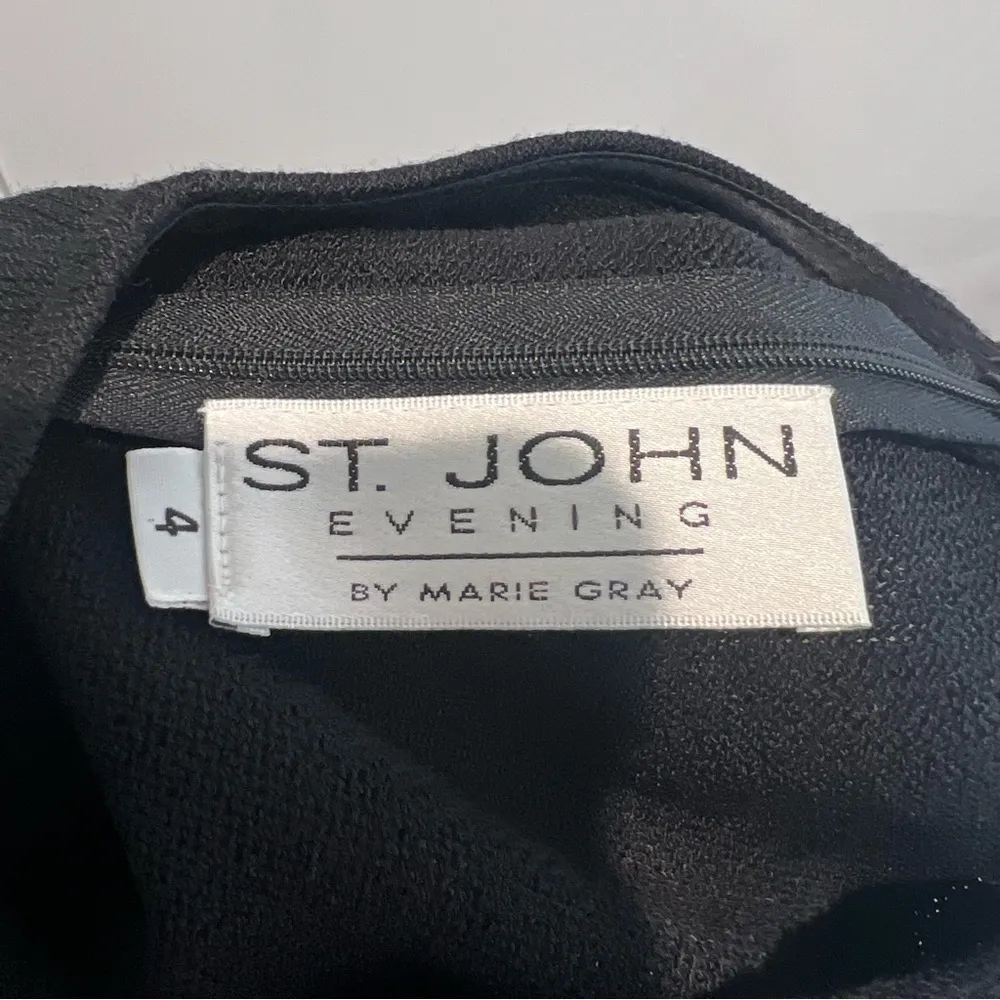 ST. JOHN
EVENING
BY MARIE GRAY
4